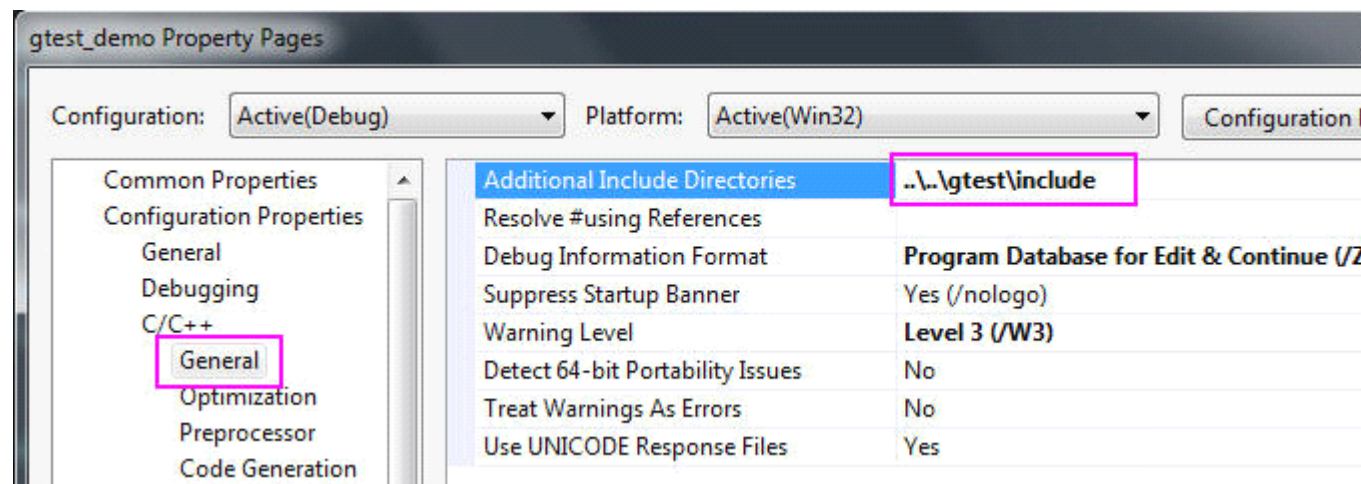 gtest_demo Property Pages
Configuration: Active(Debug) Platform: Active(Win32) Configuration
Common Properties
Configuration Properties
General
Debugging
C/C++
General
Optimization
Preprocessor
Code Generation
Additional Include Directories ..\..\gtest\include
Resolve #using References
Debug Information Format Program Database for Edit & Continue (/Z
Suppress Startup Banner Yes (/nologo)
Warning Level Level 3 (/W3)
Detect 64-bit Portability Issues No
Treat Warnings As Errors No
Use UNICODE Response Files Yes